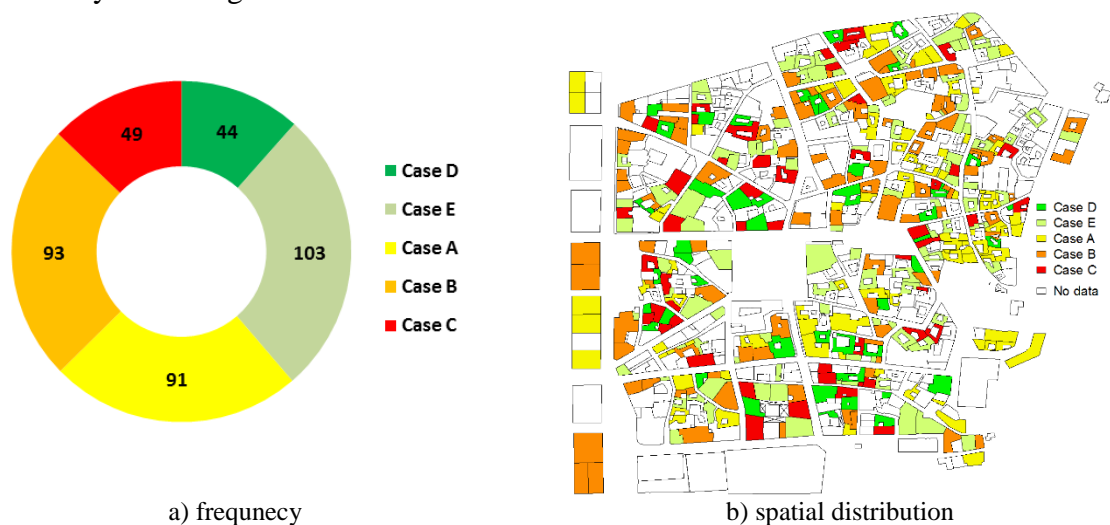 49
44
93
103
91
Case D
Case E
Case A
Case B
Case C
Case D
Case E
Case A
Case B
Case C
No data
a) frequnecy
b) spatial distribution